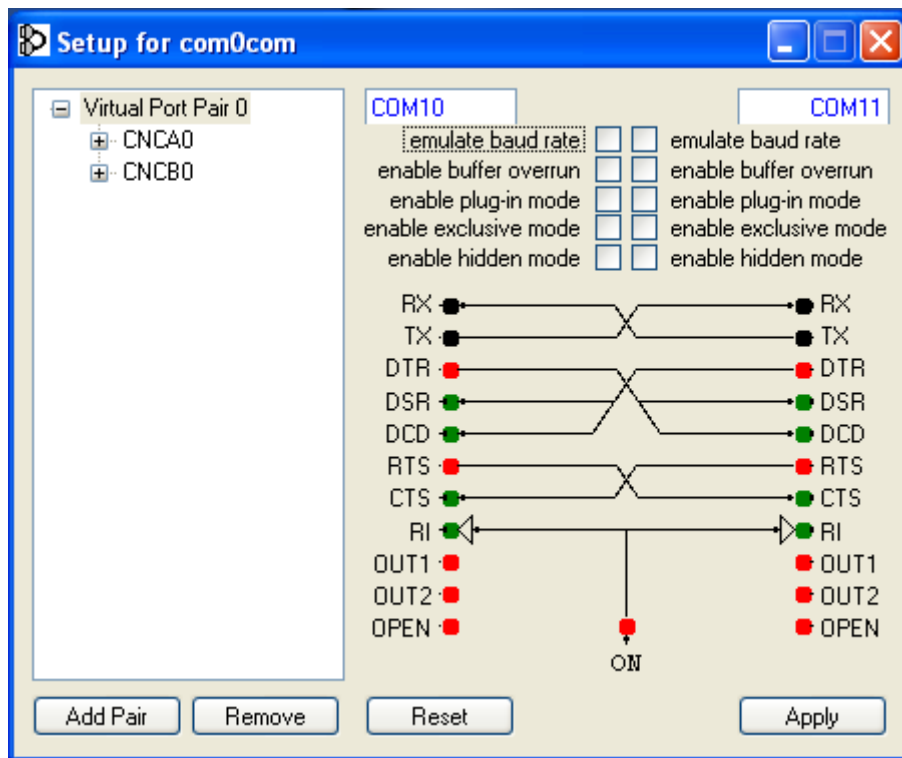 Setup for com0com
Virtual Port Pair 0
CNCA0
CNCB0
COM10 COM11
emulate baud rate emulate baud rate
enable buffer overrun enable buffer overrun
enable plug-in mode enable plug-in mode
enable exclusive mode enable exclusive mode
enable hidden mode enable hidden mode
RX RX
TX TX
DTR DTR
DSR DSR
DCD DCD
RTS RTS
CTS CTS
RI RI
OUT1 OUT1
OUT2 OUT2
OPEN OPEN
ON
Add Pair Remove Reset Apply